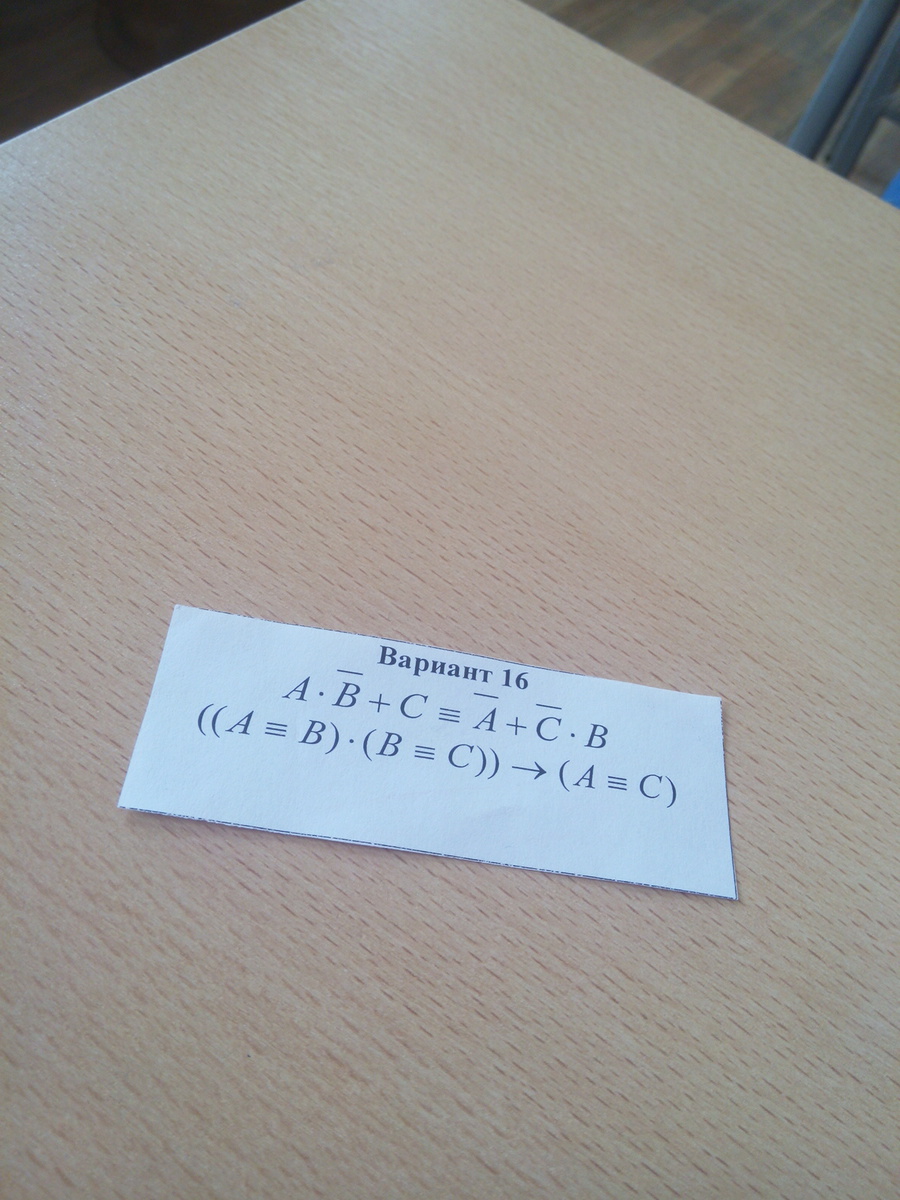 Вариант 16
A · B̅ + C ≡ A̅ + C̅ · B
((A ≡ B) · (B ≡ C)) → (A ≡ C)